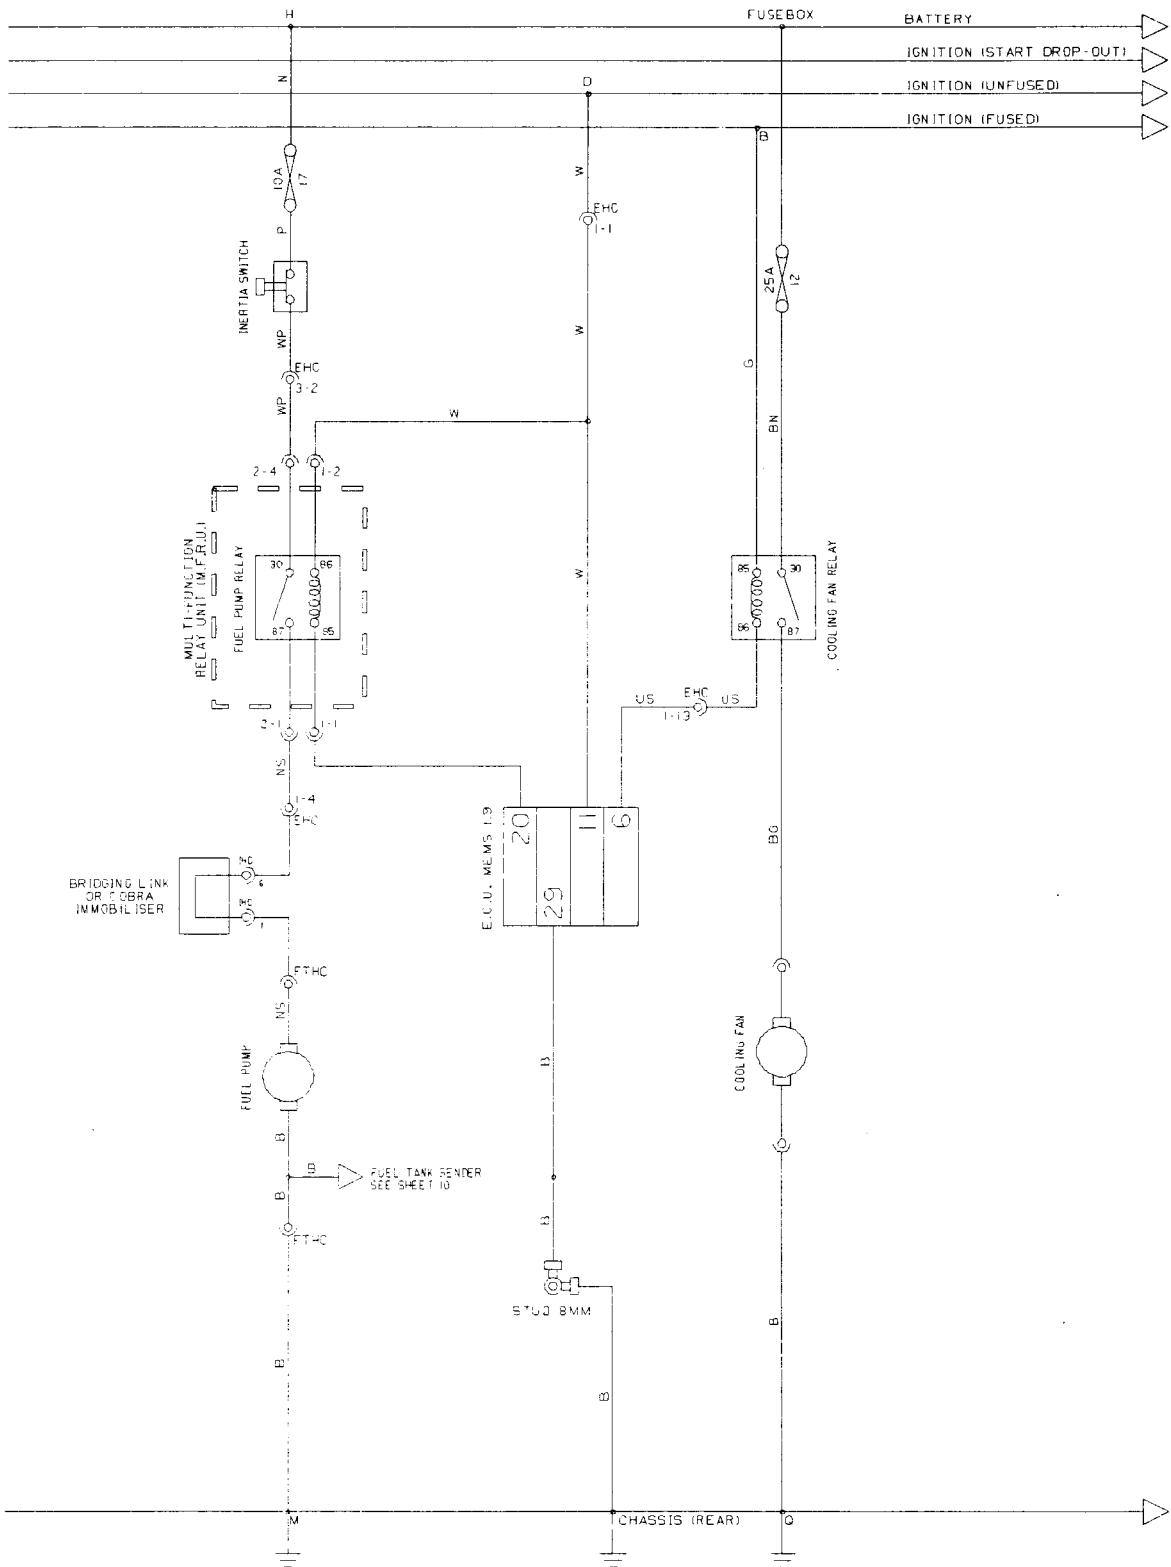 H
FUSEBOX
BATTERY
IGNITION (START DROP-OUT)
N
D
IGNITION (UNFUSED)
IGNITION (FUSED)
B
10A
17
W
EHC
1-1
P
INERTIA SWITCH
25A
12
WP
W
EHC
3-2
G
WP
W
BN
2-4
1-2
MULTI-FUNCTION
RELAY UNIT (M.F.R.U.)
FUEL PUMP RELAY
30
86
87
85
W
85
30
86
87
COOLING FAN RELAY
US
EHC
US
1-13
2-1
1-1
NS
1-4
EHC
E.C.U. MEMS 1.9
20
29
11
6
BG
BRIDGING LINK
OR COBRA
IMMOBILISER
6
FTHC
NS
FUEL PUMP
COOLING FAN
B
B
B
FUEL TANK SENDER
SEE SHEET 10
B
B
FTHC
STUD 8MM
B
B
B
M
CHASSIS (REAR)
Q